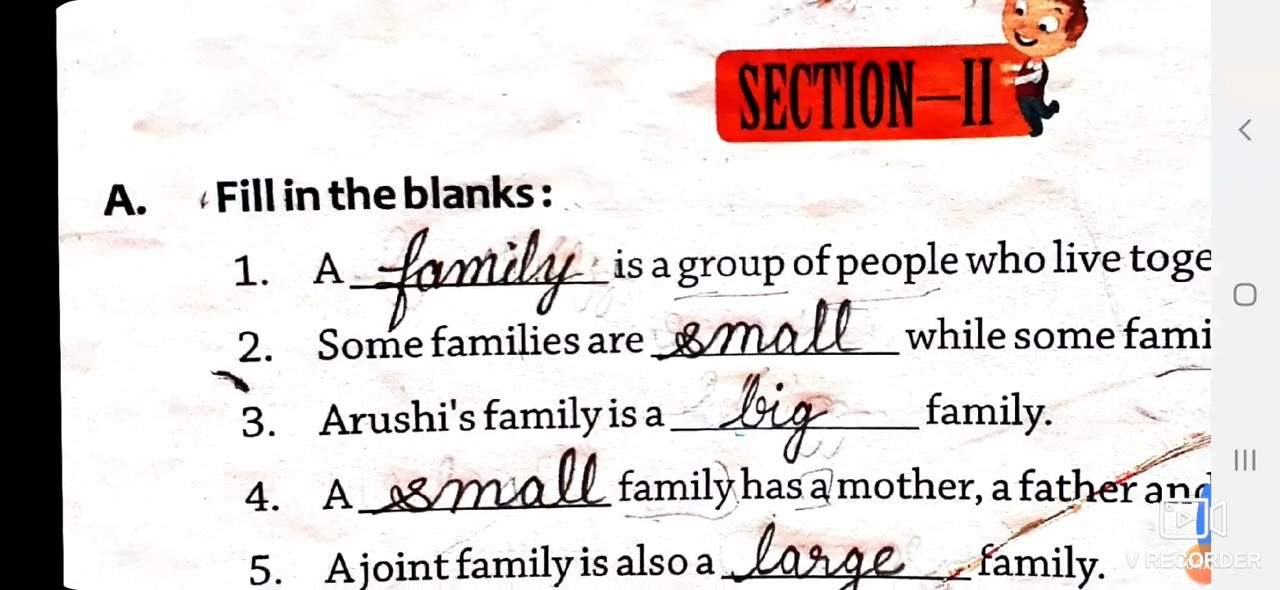 SECTION—II
A. Fill in the blanks:
1. A family is a group of people who live toge
2. Some families are small while some fami
3. Arushi's family is a big family.
4. A small family has a mother, a father and
5. A joint family is also a large family.
V RECORDER